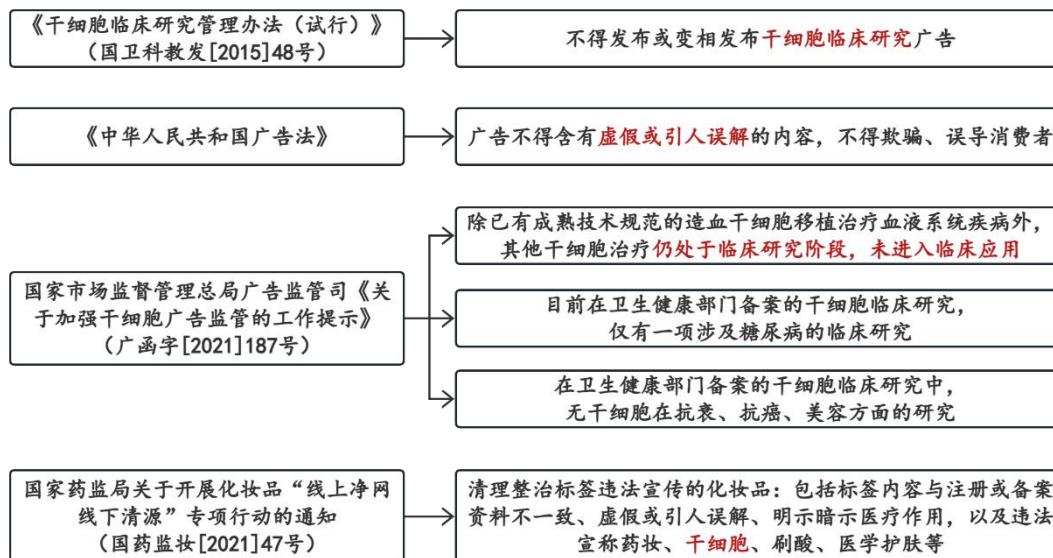 《干细胞临床研究管理办法（试行）》
（国卫科教发[2015]48号）
不得发布或变相发布干细胞临床研究广告
《中华人民共和国广告法》
广告不得含有虚假或引人误解的内容，不得欺骗、误导消费者
国家市场监督管理总局广告监管司《关
于加强干细胞广告监管的工作提示》
（广函字[2021]187号）
除已有成熟技术规范的造血干细胞移植治疗血液系统疾病外，
其他干细胞治疗仍处于临床研究阶段，未进入临床应用
目前在卫生健康部门备案的干细胞临床研究，
仅有一项涉及糖尿病的临床研究
在卫生健康部门备案的干细胞临床研究中，
无干细胞在抗衰、抗癌、美容方面的研究
国家药监局关于开展化妆品“线上净网
线下清源”专项行动的通知
（国药监妆[2021]47号）
清理整治标签违法宣传的化妆品：包括标签内容与注册或备案
资料不一致、虚假或引人误解、明示暗示医疗作用，以及违法
宣称药妆、干细胞、刷酸、医学护肤等